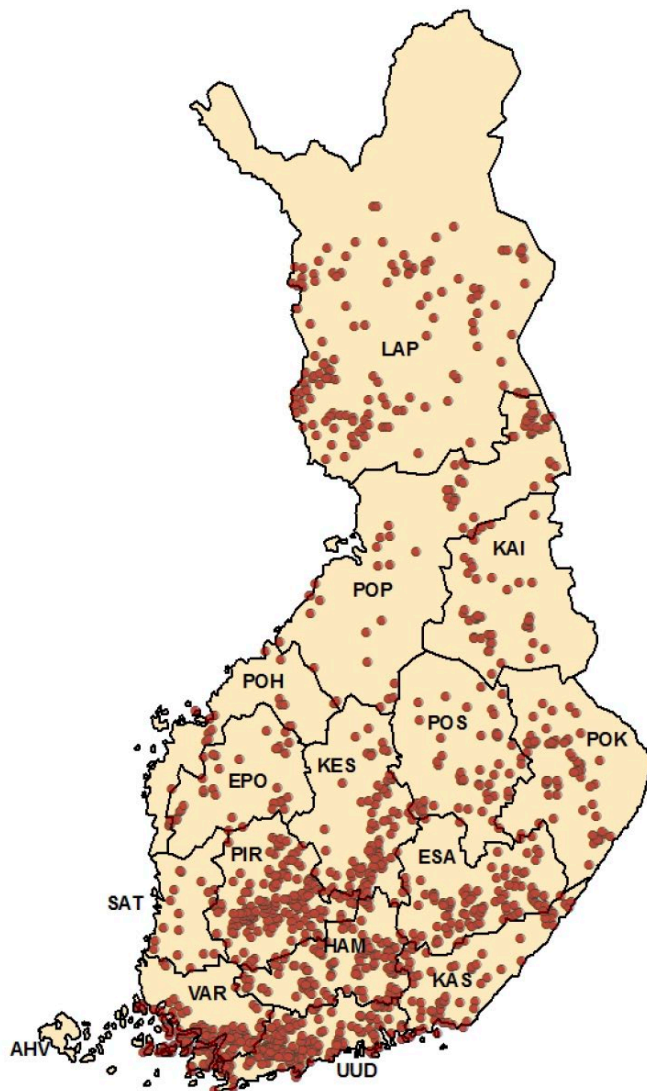 LAP
KAI
POP
POH
POS
POK
KES
EPO
PIR
ESA
SAT
HAM
KAS
VAR
AHV
UUD